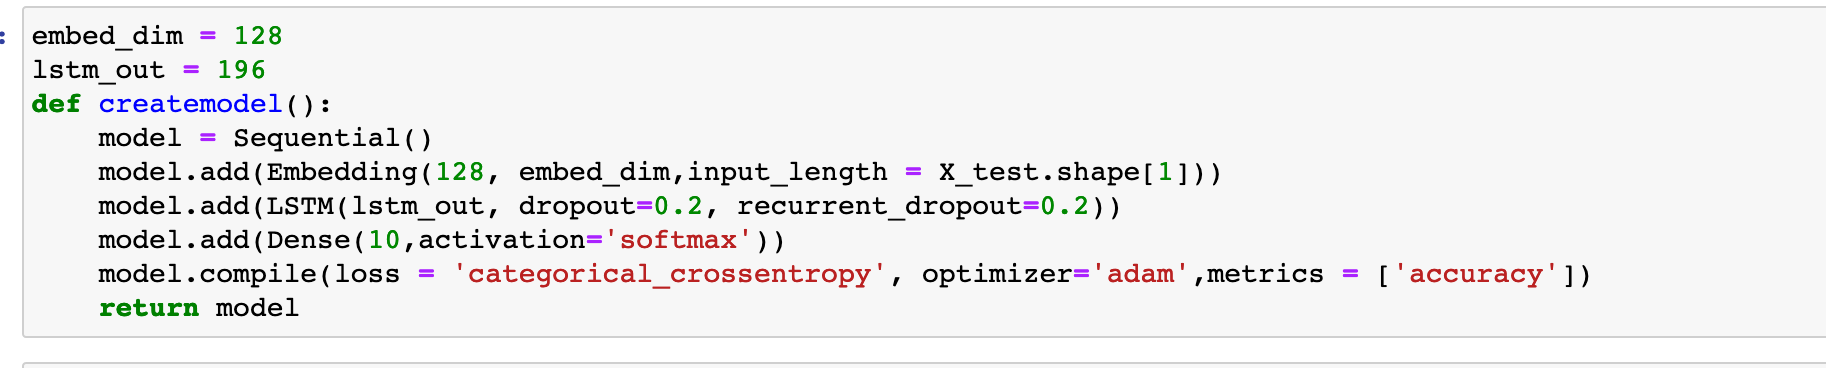 :
embed_dim = 128
lstm_out = 196
def createmodel():
    model = Sequential()
    model.add(Embedding(128, embed_dim,input_length = X_test.shape[1]))
    model.add(LSTM(lstm_out, dropout=0.2, recurrent_dropout=0.2))
    model.add(Dense(10,activation='softmax'))
    model.compile(loss = 'categorical_crossentropy', optimizer='adam',metrics = ['accuracy'])
    return model